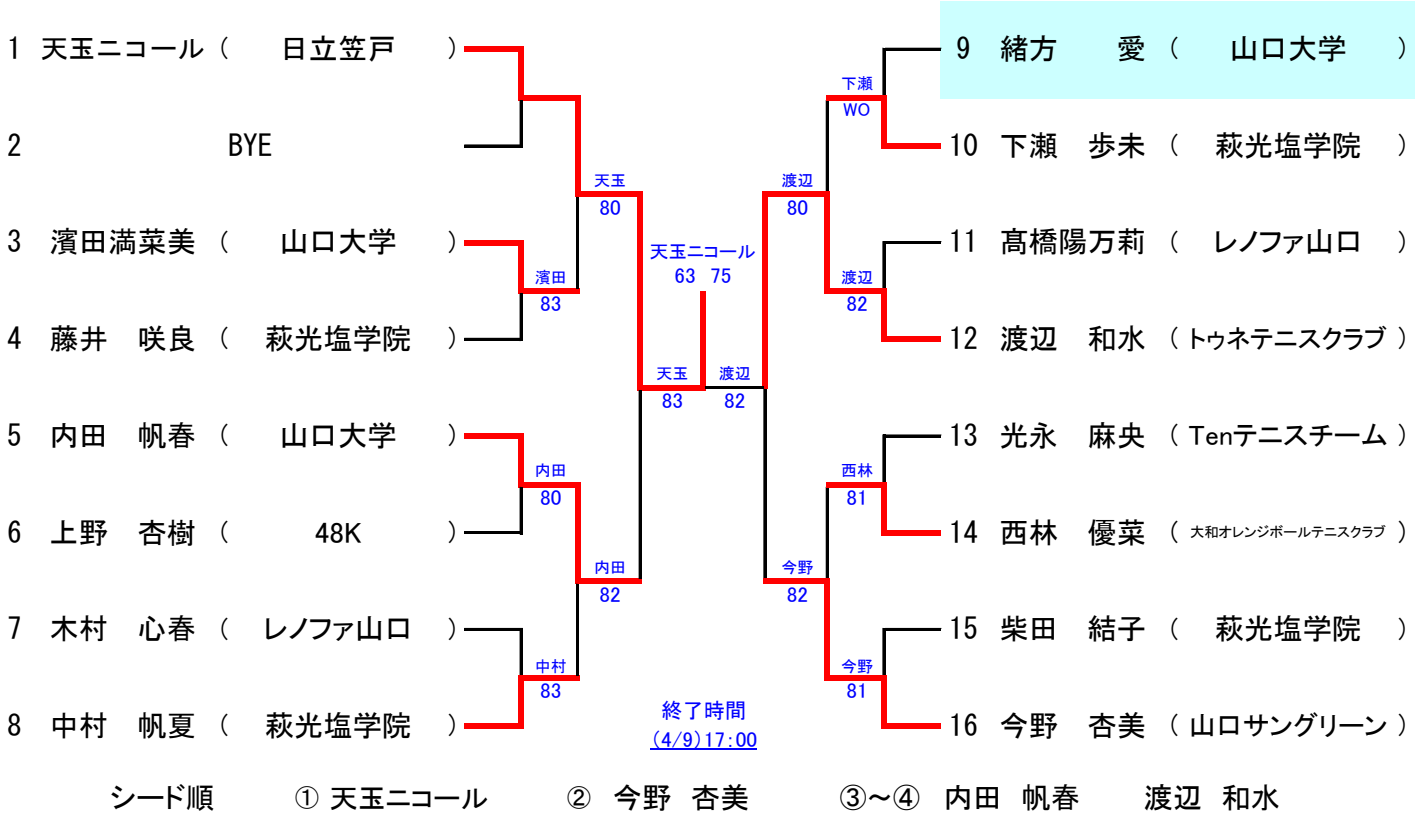 1 天玉ニコール ( 日立笠戸 )
2 BYE
3 濱田満菜美 ( 山口大学 )
4 藤井 咲良 ( 萩光塩学院 )
5 内田 帆春 ( 山口大学 )
6 上野 杏樹 ( 48K )
7 木村 心春 ( レノファ山口 )
8 中村 帆夏 ( 萩光塩学院 )
濱田
83
内田
80
中村
83
天玉
80
内田
82
天玉
83
天玉ニコール
63 75
渡辺
82
渡辺
80
今野
82
下瀬
WO
渡辺
82
西林
81
今野
81
9 緒方 愛 ( 山口大学 )
10 下瀬 歩未 ( 萩光塩学院 )
11 髙橋陽万莉 ( レノファ山口 )
12 渡辺 和水 ( トゥネテニスクラブ )
13 光永 麻央 ( Tenテニスチーム )
14 西林 優菜 ( 大和オレンジボールテニスクラブ )
15 柴田 結子 ( 萩光塩学院 )
16 今野 杏美 ( 山口サングリーン )
終了時間
(4/9)17:00
シード順 ① 天玉ニコール ② 今野 杏美 ③～④ 内田 帆春 渡辺 和水